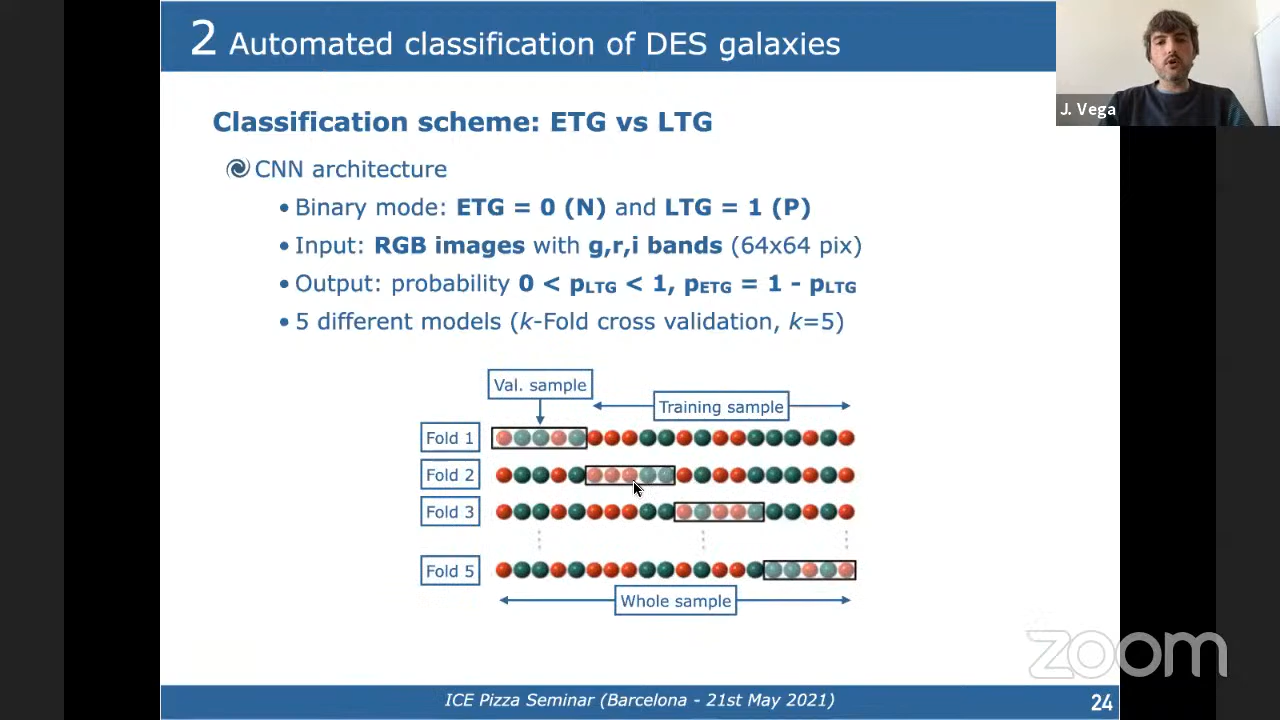 2 Automated classification of DES galaxies
J. Vega
Classification scheme: ETG vs LTG
CNN architecture
• Binary mode: ETG = 0 (N) and LTG = 1 (P)
• Input: RGB images with g,r,i bands (64x64 pix)
• Output: probability 0 < pLTG < 1, pETG = 1 - pLTG
• 5 different models (k-Fold cross validation, k=5)
Val. sample
Training sample
Fold 1
Fold 2
Fold 3
Fold 5
Whole sample
zoom
ICE Pizza Seminar (Barcelona - 21st May 2021)
24